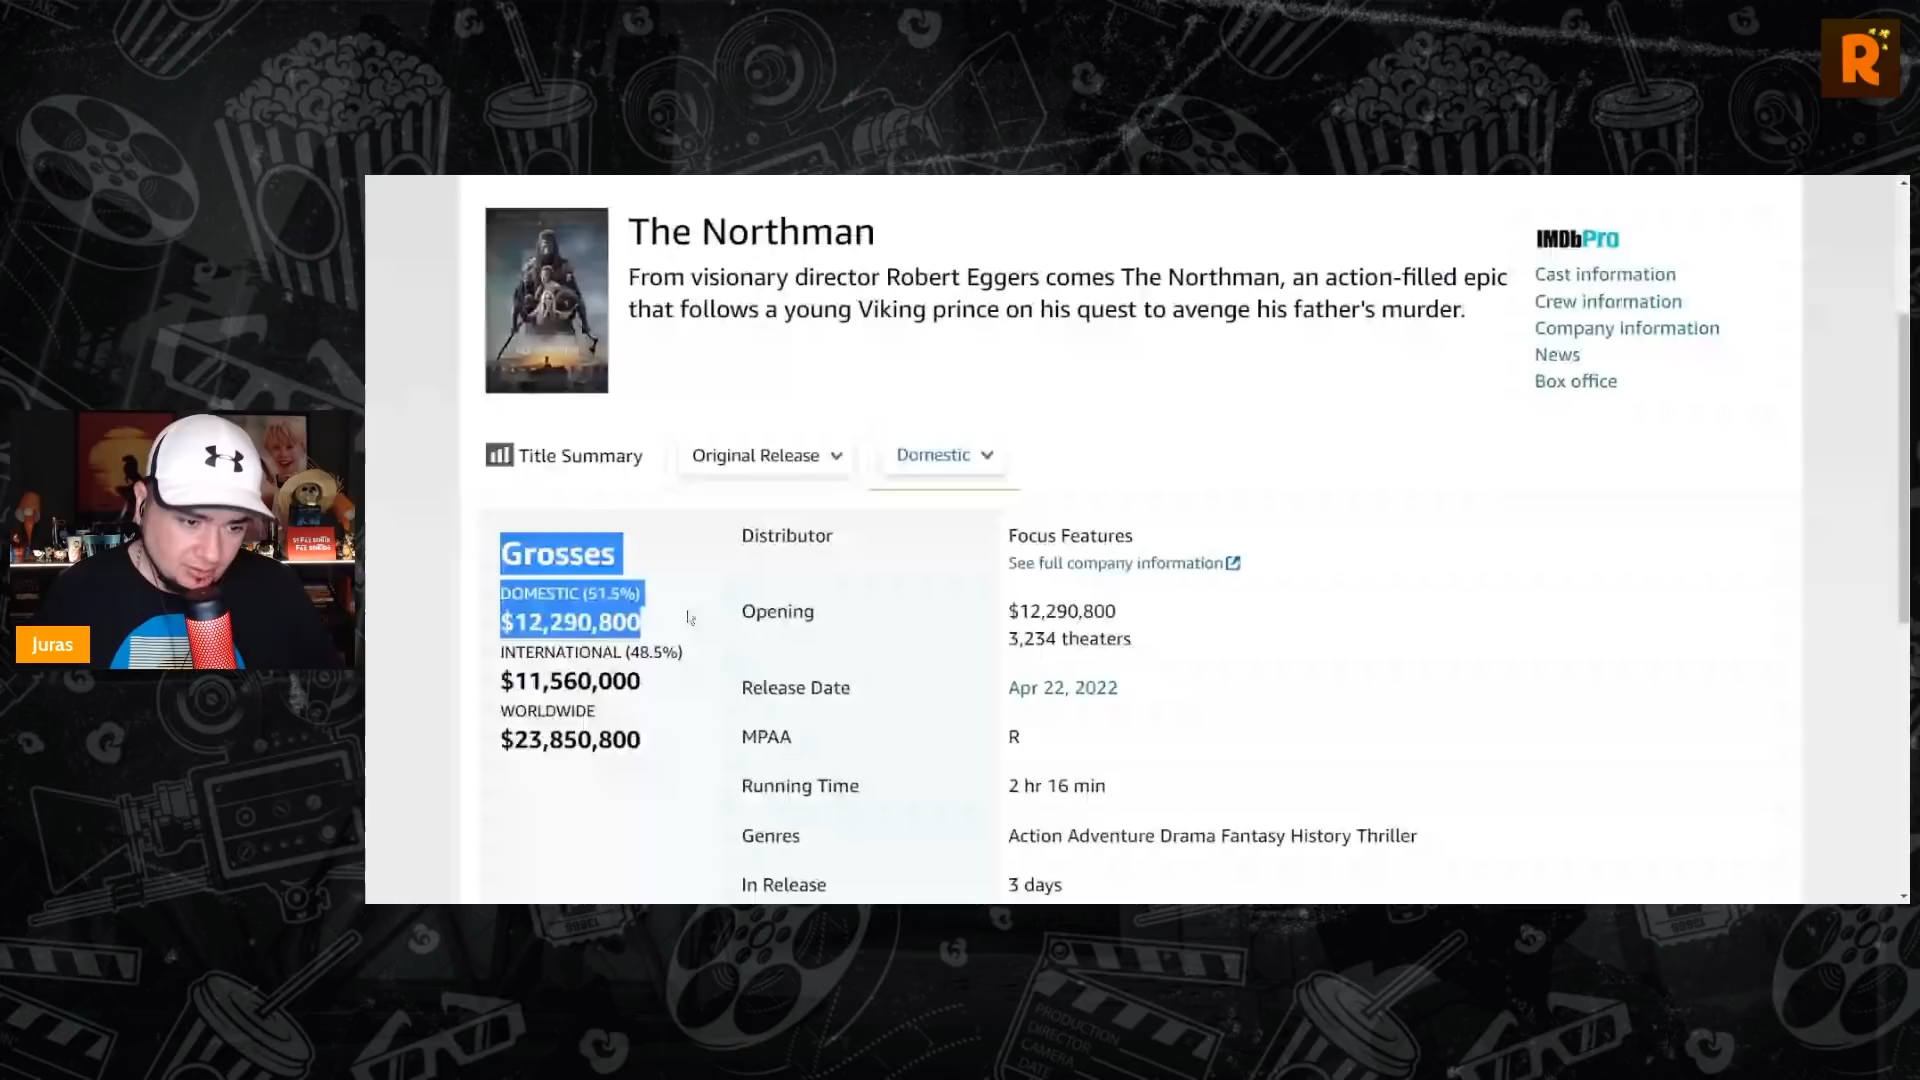 R
The Northman
From visionary director Robert Eggers comes The Northman, an action-filled epic
that follows a young Viking prince on his quest to avenge his father's murder.
IMDbPro
Cast information
Crew information
Company information
News
Box office
Title Summary
Original Release
Domestic
Grosses
DOMESTIC (51.5%)
$12,290,800
INTERNATIONAL (48.5%)
$11,560,000
WORLDWIDE
$23,850,800
Distributor
Focus Features
See full company information
Opening
$12,290,800
3,234 theaters
Release Date
Apr 22, 2022
MPAA
R
Running Time
2 hr 16 min
Genres
Action Adventure Drama Fantasy History Thriller
In Release
3 days
Juras
PRODUCTION
DIRECTOR
CAMERA
DATE